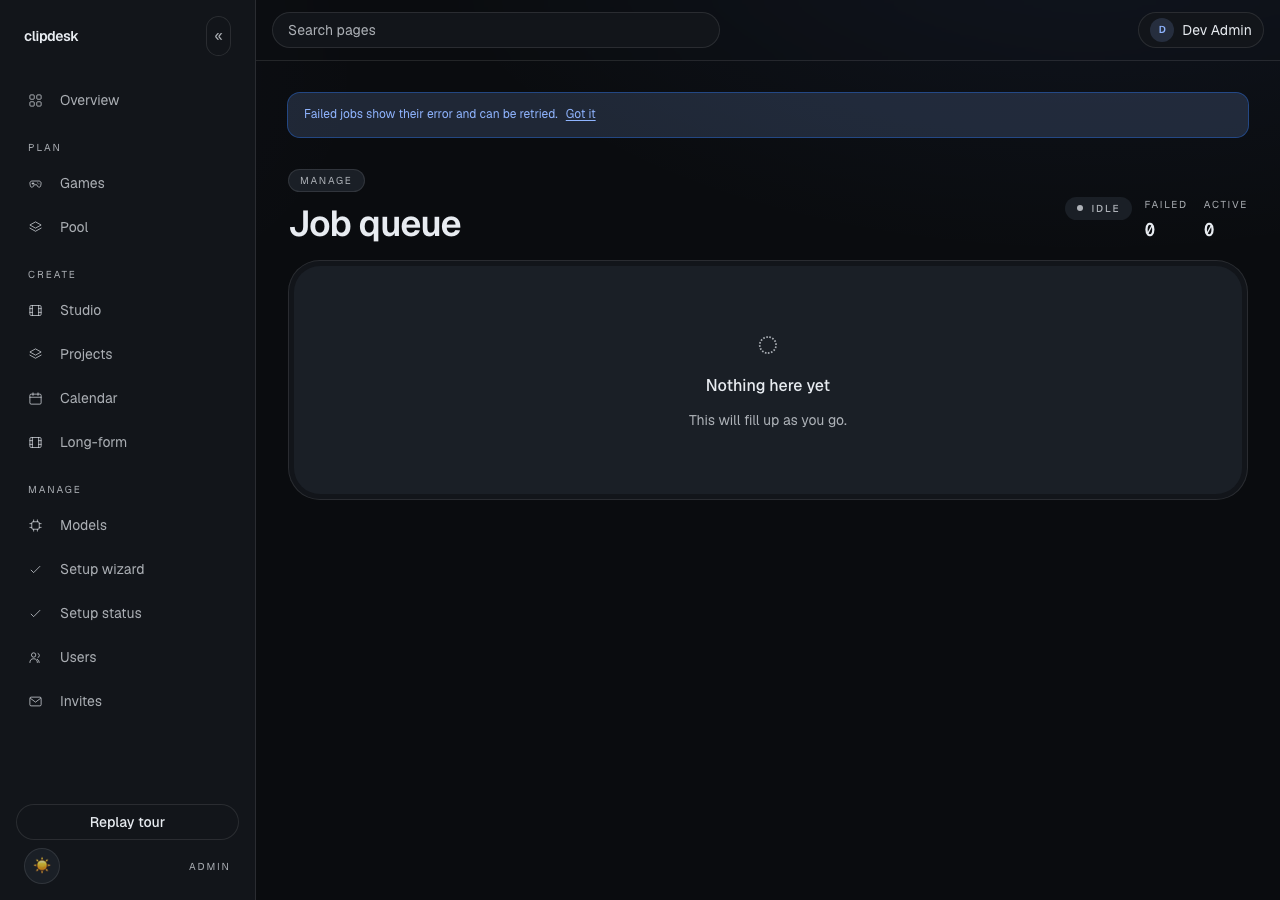 clipdesk
«
Search pages
D
Dev Admin
Overview
PLAN
Games
Pool
CREATE
Studio
Projects
Calendar
Long-form
MANAGE
Models
Setup wizard
Setup status
Users
Invites
Replay tour
ADMIN
Failed jobs show their error and can be retried. Got it
MANAGE
Job queue
IDLE
FAILED
0
ACTIVE
0
Nothing here yet
This will fill up as you go.